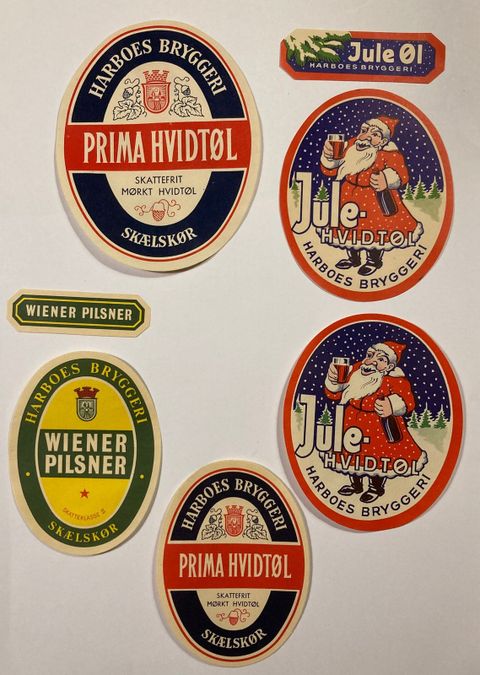 HARBOES BRYGGERI
PRIMA HVIDTØL
SKATTEFRIT
MØRKT HVIDTØL
SKÆLSKØR
Jule Øl
HARBOES BRYGGERI
Jule-
HVIDTØL
HARBOES BRYGGERI
WIENER PILSNER
HARBOES BRYGGERI
WIENER
PILSNER
SKATTEKLASSE II
SKÆLSKØR
Jule-
HVIDTØL
HARBOES BRYGGERI
HARBOES BRYGGERI
PRIMA HVIDTØL
SKATTEFRIT
MØRKT HVIDTØL
SKÆLSKØR